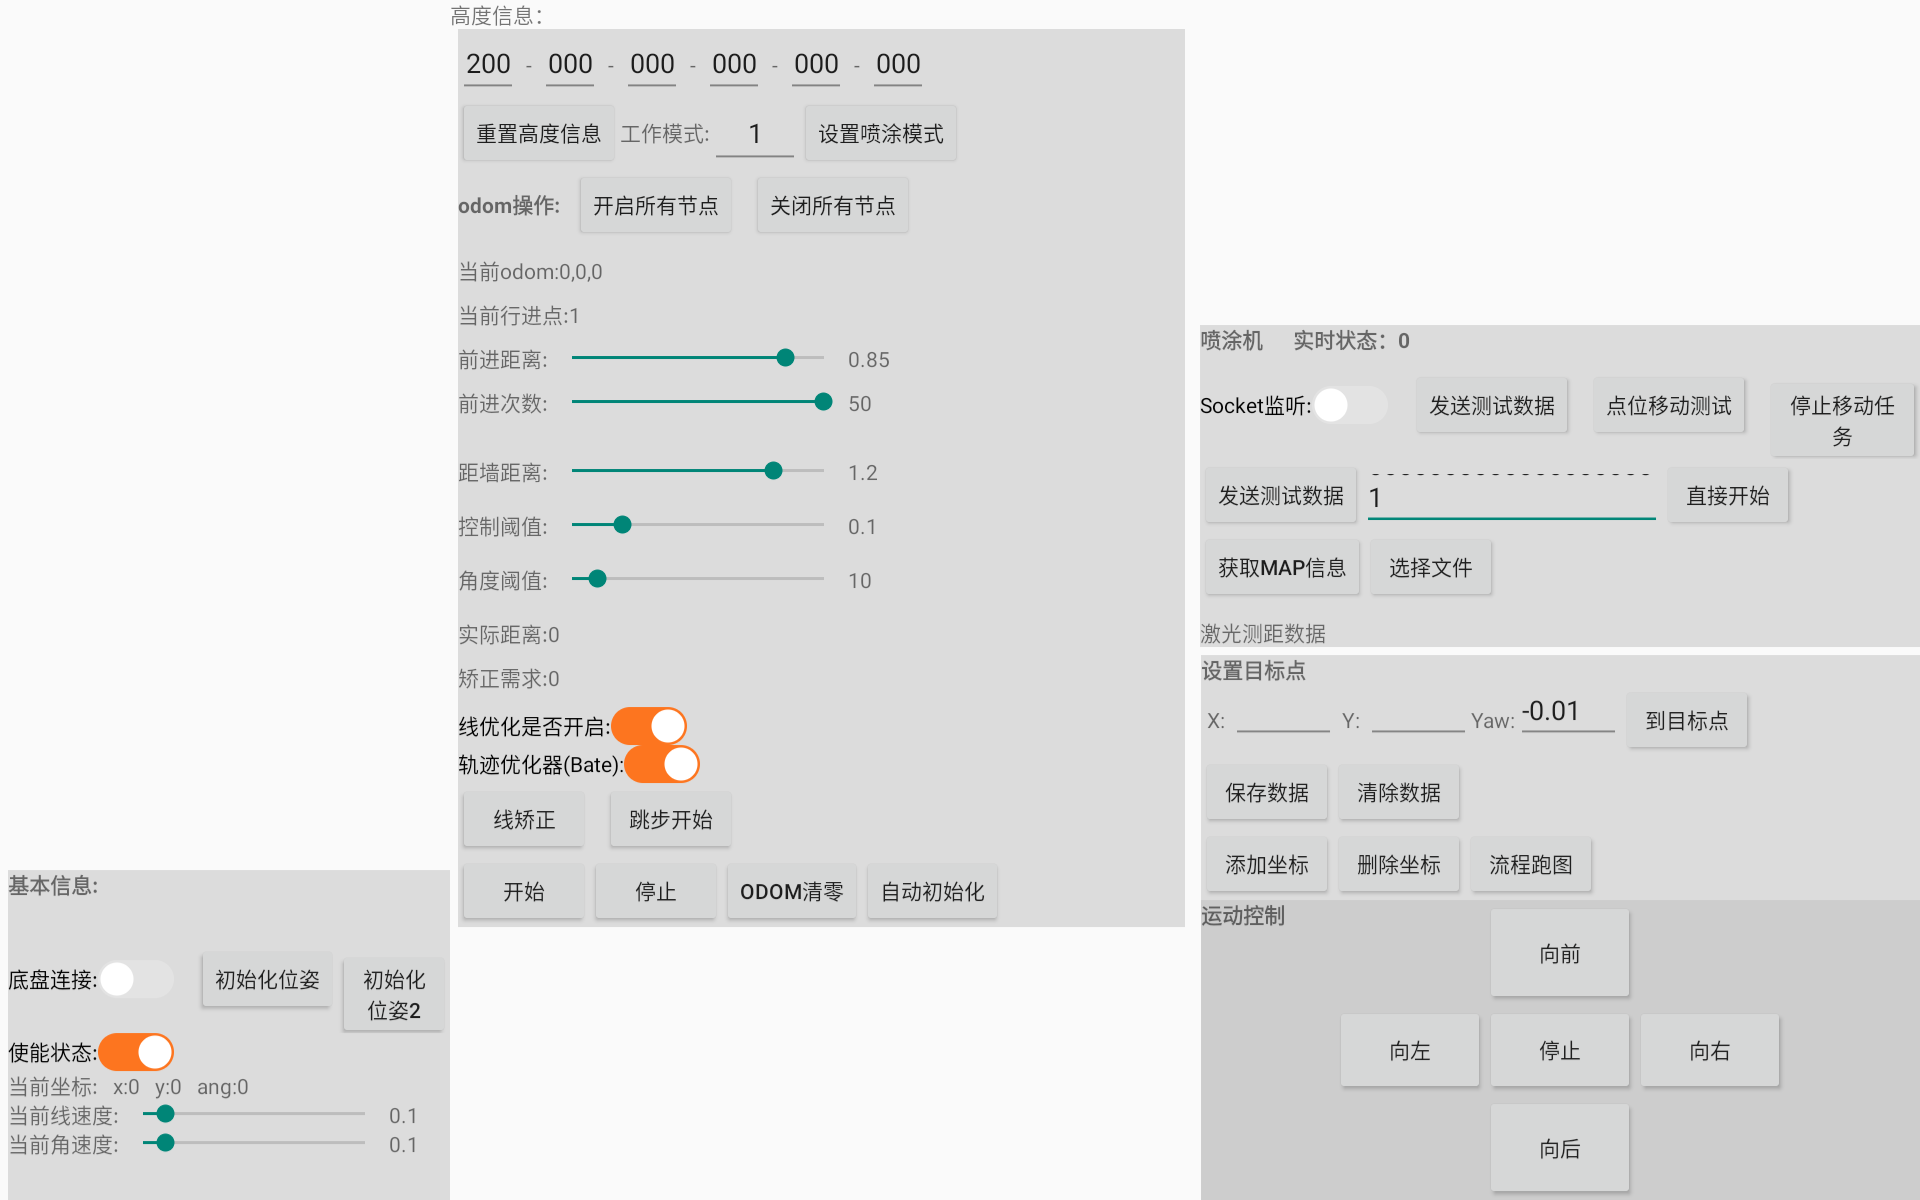 高度信息：
200 - 000 - 000 - 000 - 000 - 000
重置高度信息 工作模式: 1 设置喷涂模式
odom操作: 开启所有节点 关闭所有节点
当前odom:0,0,0
当前行进点:1
前进距离: 0.85
前进次数: 50
距墙距离: 1.2
控制阈值: 0.1
角度阈值: 10
实际距离:0
矫正需求:0
线优化是否开启:
轨迹优化器(Bate):
线矫正 跳步开始
开始 停止 ODOM清零 自动初始化
基本信息:
底盘连接: 初始化位姿 初始化
位姿2
使能状态:
当前坐标: x:0 y:0 ang:0
当前线速度: 0.1
当前角速度: 0.1
喷涂机 实时状态：0
Socket监听: 发送测试数据 点位移动测试 停止移动任
务
发送测试数据 1 直接开始
获取MAP信息 选择文件
激光测距数据
设置目标点
X: Y: Yaw: -0.01 到目标点
保存数据 清除数据
添加坐标 删除坐标 流程跑图
运动控制
向前
向左 停止 向右
向后